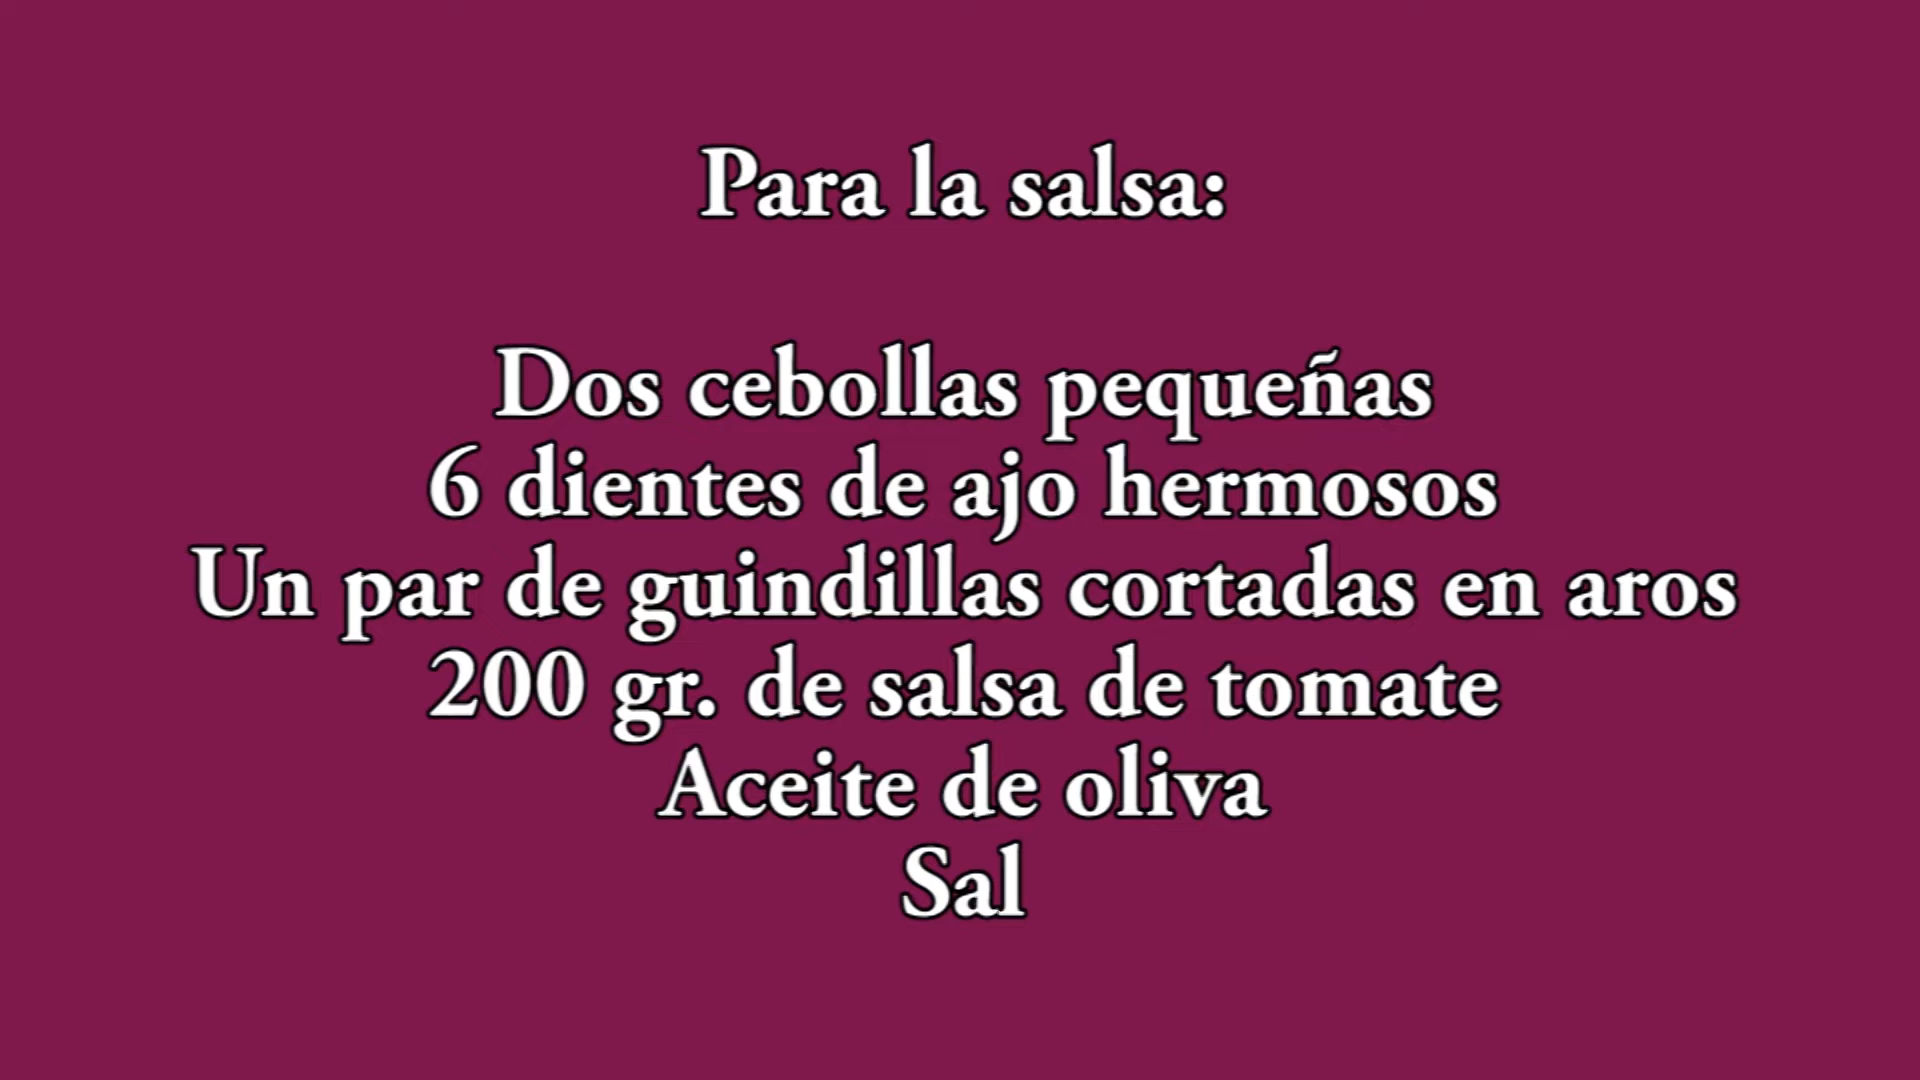 Para la salsa:
Dos cebollas pequeñas
6 dientes de ajo hermosos
Un par de guindillas cortadas en aros
200 gr. de salsa de tomate
Aceite de oliva
Sal